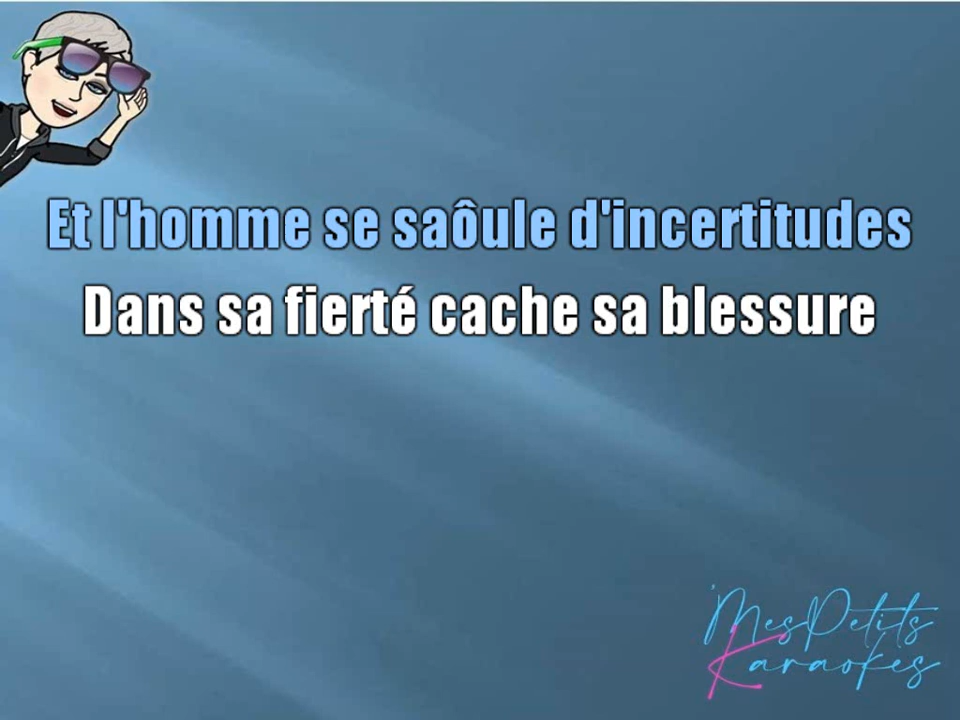 Et l'homme se saôule d'incertitudes
Dans sa fierté cache sa blessure
MesPetits
Karaokes